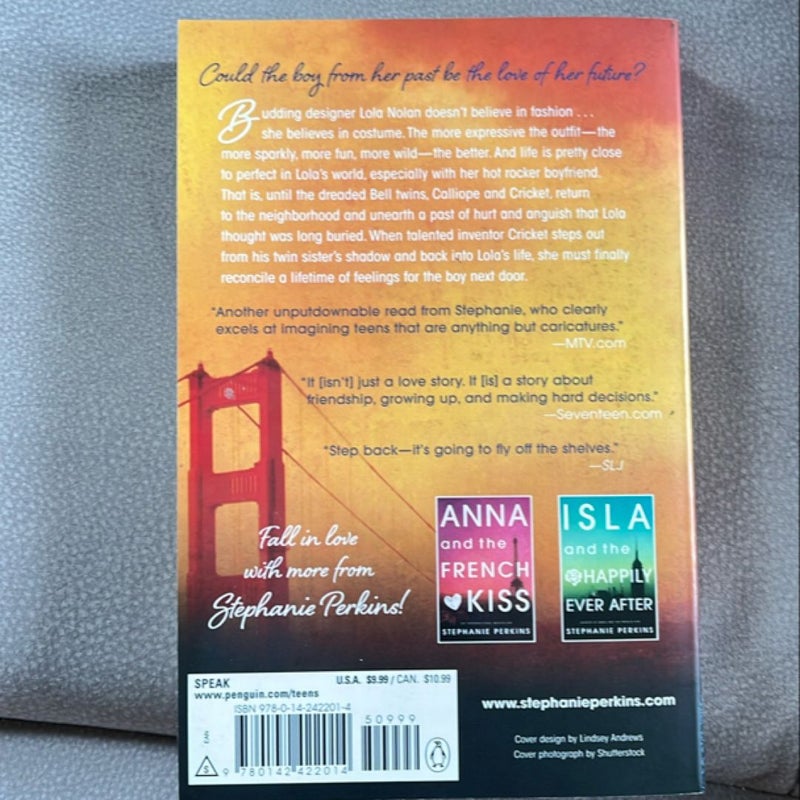 Could the boy from her past be the love of her future?
Budding designer Lola Nolan doesn't believe in fashion . . .
she believes in costume. The more expressive the outfit—the
more sparkly, more fun, more wild—the better. And life is pretty close
to perfect in Lola's world, especially with her hot rocker boyfriend.
That is, until the dreaded Bell twins, Calliope and Cricket, return
to the neighborhood and unearth a past of hurt and anguish that Lola
thought was long buried. When talented inventor Cricket steps out
from his twin sister's shadow and back into Lola's life, she must finally
reconcile a lifetime of feelings for the boy next door.
"Another unputdownable read from Stephanie, who clearly
excels at imagining teens that are anything but caricatures."
—MTV.com
"It [isn't] just a love story. It [is] a story about
friendship, growing up, and making hard decisions."
—Seventeen.com
"Step back—it's going to fly off the shelves."
—SLJ
Fall in love
with more from
Stephanie Perkins!
ANNA
and the
FRENCH
KISS
STEPHANIE PERKINS
ISLA
and the
HAPPILY
EVER AFTER
STEPHANIE PERKINS
SPEAK
U.S.A. $9.99 / CAN. $10.99
www.penguin.com/teens
ISBN 978-0-14-242201-4
50999
9 780142 422014
www.stephanieperkins.com
Cover design by Lindsey Andrews
Cover photograph by Shutterstock